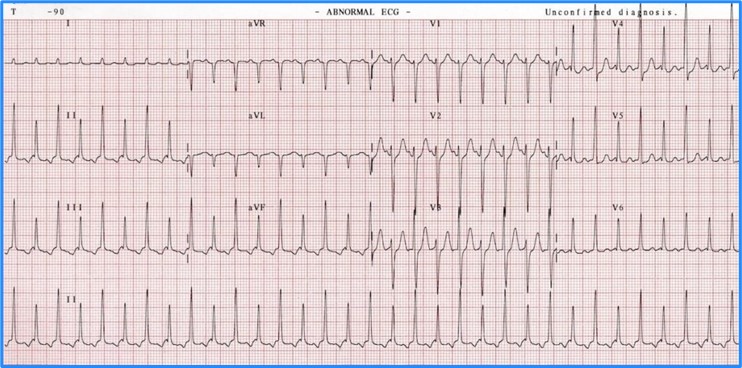 T -90 - ABNORMAL ECG - Unconfirmed diagnosis.
I aVR V1 V4
II aVL V2 V5
III aVF V3 V6
II